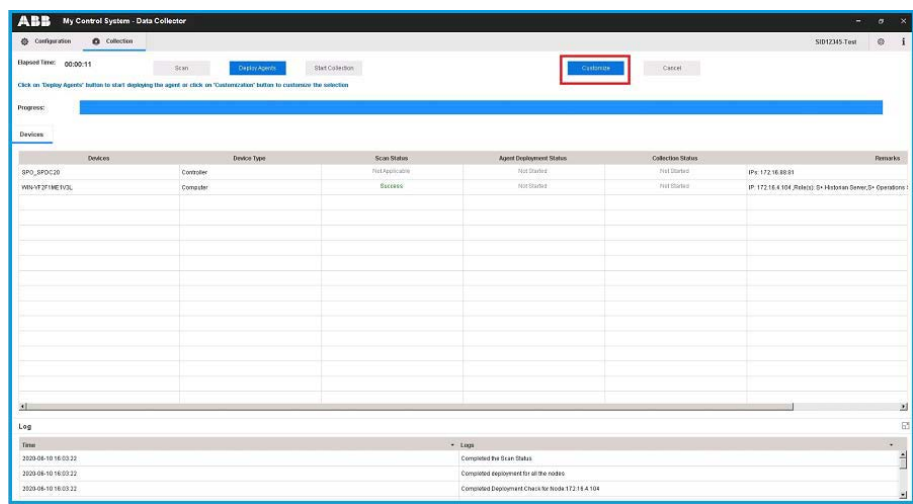 ABB My Control System - Data Collector
Configuration Collection SID12345-Test i
Elapsed Time: 00:00:11 Scan Deploy Agents Start Collection Customize Cancel
Click on 'Deploy Agents' button to start deploying the agent or click on 'Customization' button to customize the selection
Progress:
Devices
Devices Device Type Scan Status Agent Deployment Status Collection Status Remarks
SPO_SPDC20 Controller Not Applicable Not Started Not Started IPs: 172.16.88.81
Computer Success Not Started Not Started IP: 172.16.4.104 ,Role(s): S+ Historian Server,S+ Operations
Log
Time Logs
2020-08-10 16:03:22 Completed the Scan Status
2020-08-10 16:03:22 Completed deployment for all the nodes
2020-08-10 16:03:22 Completed Deployment Check for Node 172.16.4.104